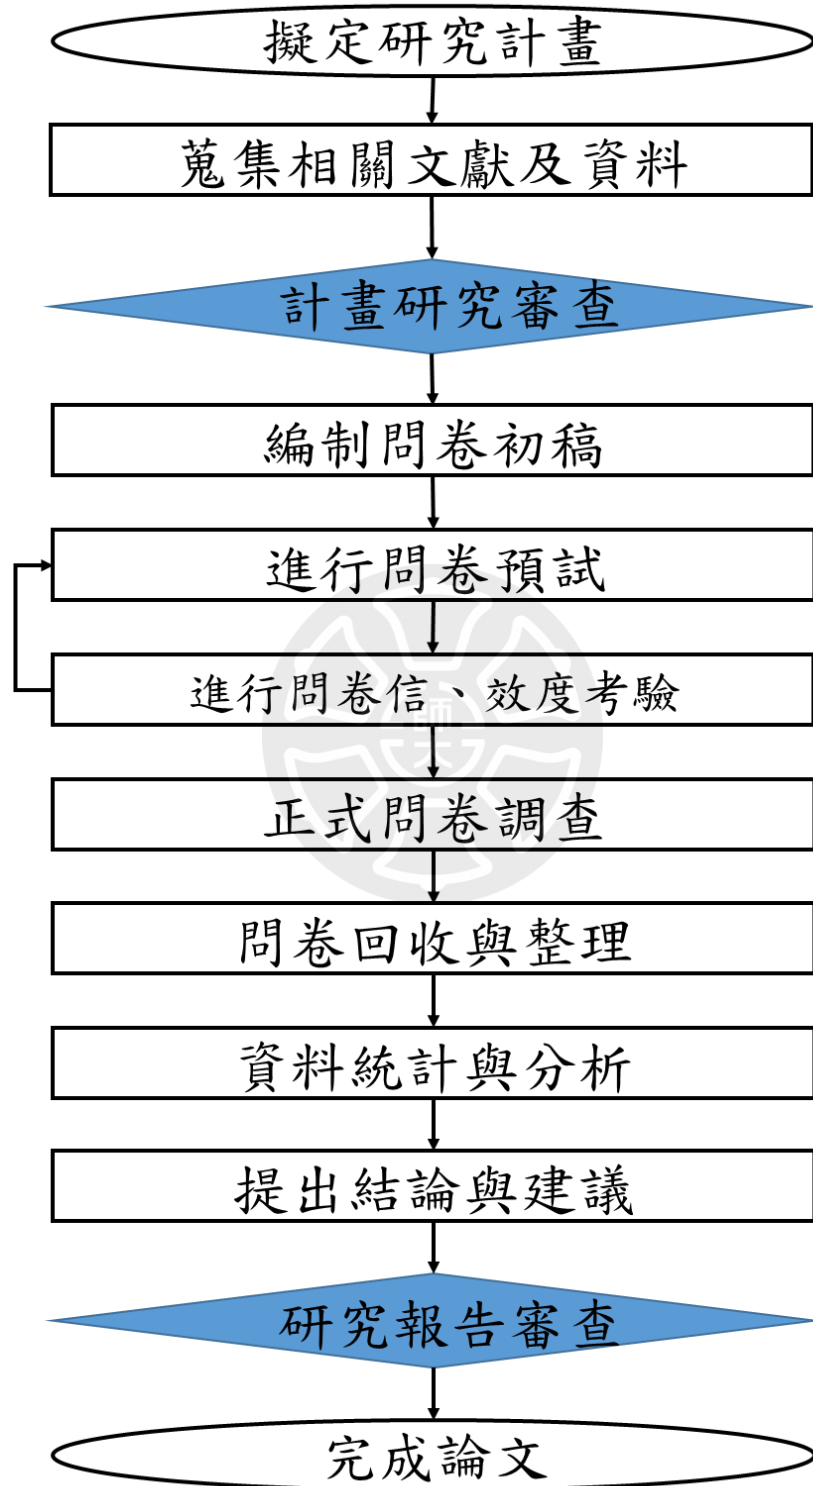 擬定研究計畫
蒐集相關文獻及資料
計畫研究審查
編制問卷初稿
進行問卷預試
進行問卷信、效度考驗
師大
正式問卷調查
問卷回收與整理
資料統計與分析
提出結論與建議
研究報告審查
完成論文